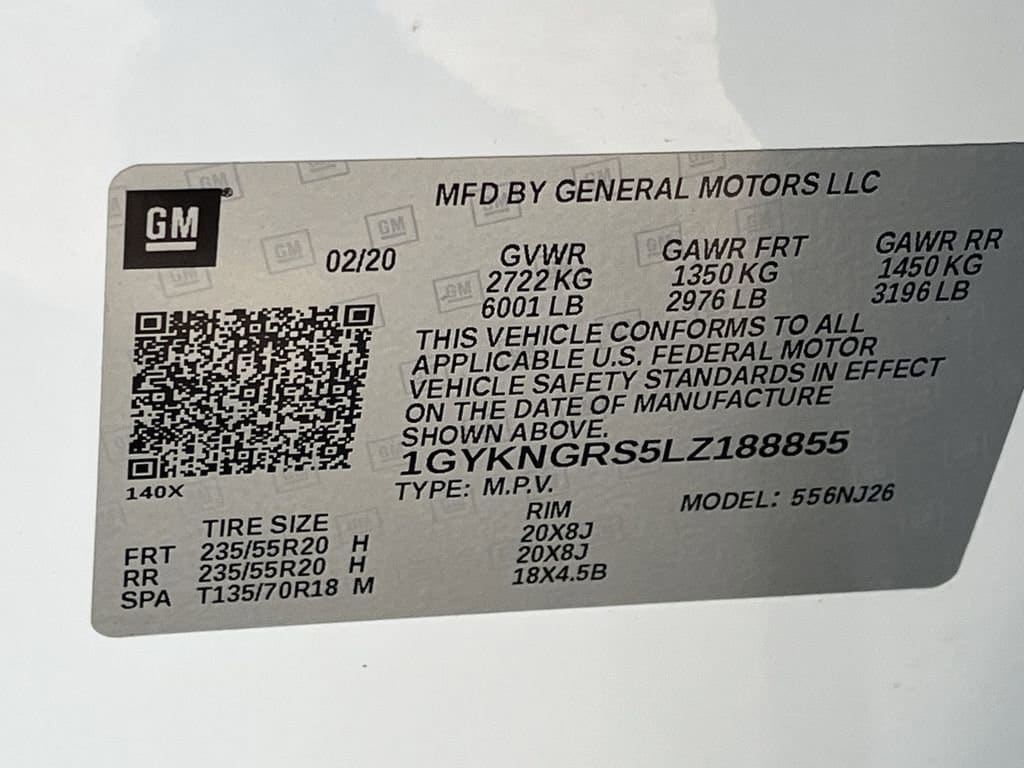 GM
MFD BY GENERAL MOTORS LLC
02/20
GVWR GAWR FRT GAWR RR
2722 KG 1350 KG 1450 KG
6001 LB 2976 LB 3196 LB
THIS VEHICLE CONFORMS TO ALL
APPLICABLE U.S. FEDERAL MOTOR
VEHICLE SAFETY STANDARDS IN EFFECT
ON THE DATE OF MANUFACTURE
SHOWN ABOVE.
1GYKNGRS5LZ188855
140X
TYPE: M.P.V.
MODEL: 556NJ26
TIRE SIZE RIM
FRT 235/55R20 H 20X8J
RR 235/55R20 H 20X8J
SPA T135/70R18 M 18X4.5B